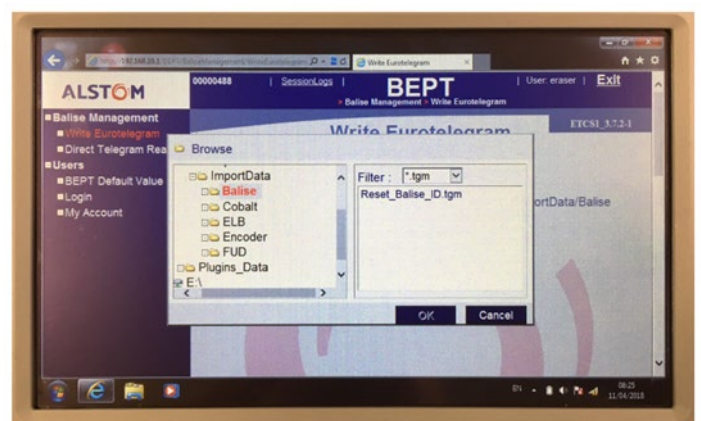 Write Eurotelegram
ALSTOM
00000488 | SessionLogs | BEPT | User: eraser | Exit
Balise Management Write Eurotelegram
Balise Management
Write Eurotelegram
Direct Telegram Rea
Users
BEPT Default Value
Login
My Account
Write Eurotelegram
ETCS1_3.7.2-1
Browse
ImportData
Balise
Cobalt
ELB
Encoder
FUD
Plugins_Data
E:\
Filter : *.tgm
Reset_Balise_ID.tgm
ortData/Balise
OK Cancel
EN
08:25
11/04/2018